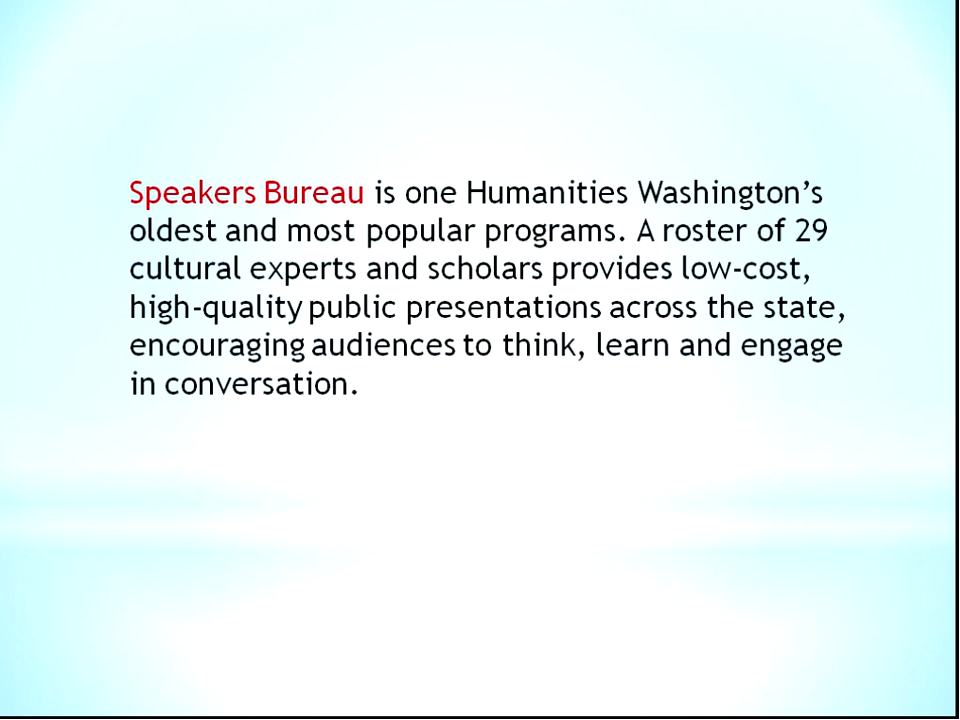 Speakers Bureau is one Humanities Washington’s
oldest and most popular programs. A roster of 29
cultural experts and scholars provides low-cost,
high-quality public presentations across the state,
encouraging audiences to think, learn and engage
in conversation.